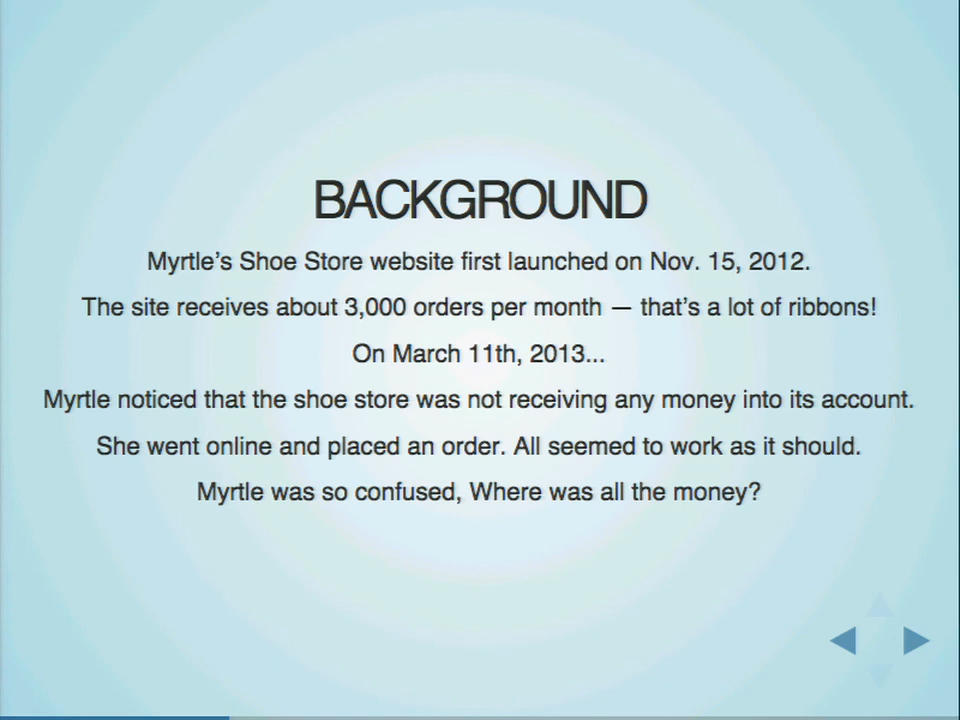 BACKGROUND
Myrtle's Shoe Store website first launched on Nov. 15, 2012.
The site receives about 3,000 orders per month — that's a lot of ribbons!
On March 11th, 2013...
Myrtle noticed that the shoe store was not receiving any money into its account.
She went online and placed an order. All seemed to work as it should.
Myrtle was so confused, Where was all the money?